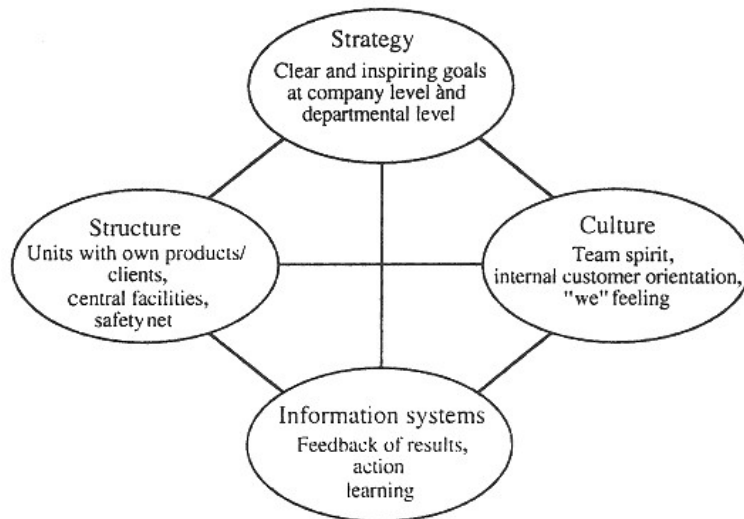 Strategy
Clear and inspiring goals
at company level ànd
departmental level
Structure
Units with own products/
clients,
central facilities,
safety net
Culture
Team spirit,
internal customer orientation,
"we" feeling
Information systems
Feedback of results,
action
learning